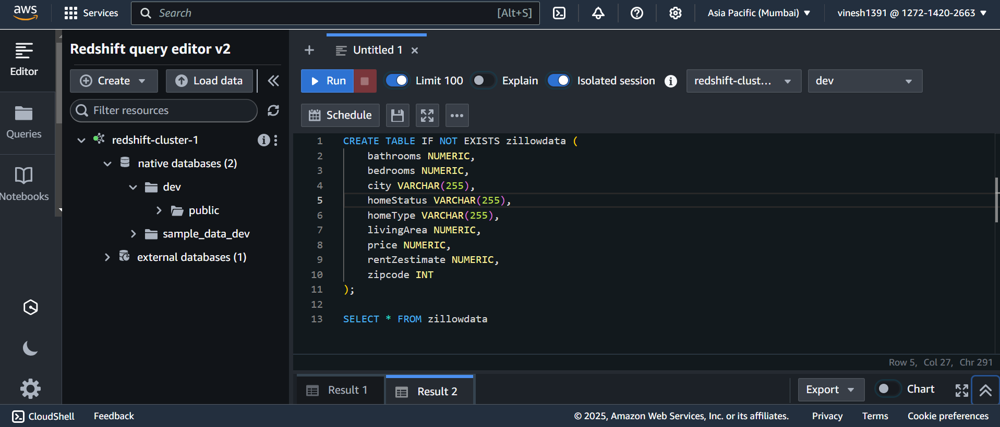 aws
Services
Search [Alt+S]
Asia Pacific (Mumbai)
vinesh1391 @ 1272-1420-2663
Editor
Queries
Notebooks
Redshift query editor v2
Create
Load data
Filter resources
redshift-cluster-1
native databases (2)
dev
public
sample_data_dev
external databases (1)
Untitled 1
Run
Limit 100
Explain
Isolated session
redshift-clust...
dev
Schedule
1 CREATE TABLE IF NOT EXISTS zillowdata (
2 bathrooms NUMERIC,
3 bedrooms NUMERIC,
4 city VARCHAR(255),
5 homeStatus VARCHAR(255),
6 homeType VARCHAR(255),
7 livingArea NUMERIC,
8 price NUMERIC,
9 rentZestimate NUMERIC,
10 zipcode INT
11 );
12
13 SELECT * FROM zillowdata
Row 5, Col 27, Chr 291
Result 1
Result 2
Export
Chart
CloudShell
Feedback
© 2025, Amazon Web Services, Inc. or its affiliates.
Privacy
Terms
Cookie preferences